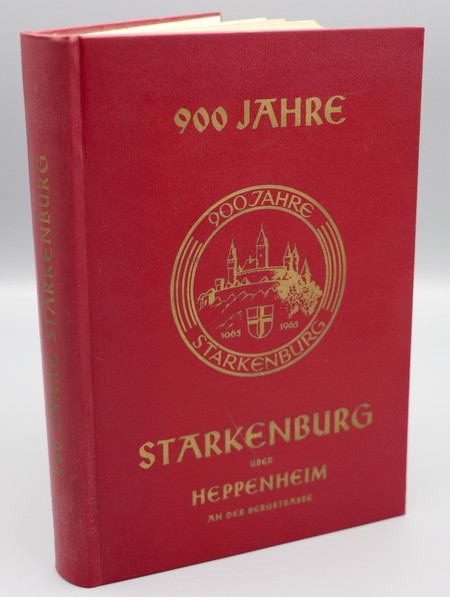 900 JAHRE STARKENBURG
900 JAHRE
900 JAHRE
1065 1965
STARKENBURG
STARKENBURG
ÜBER
HEPPENHEIM
AN DER BERGSTRASSE